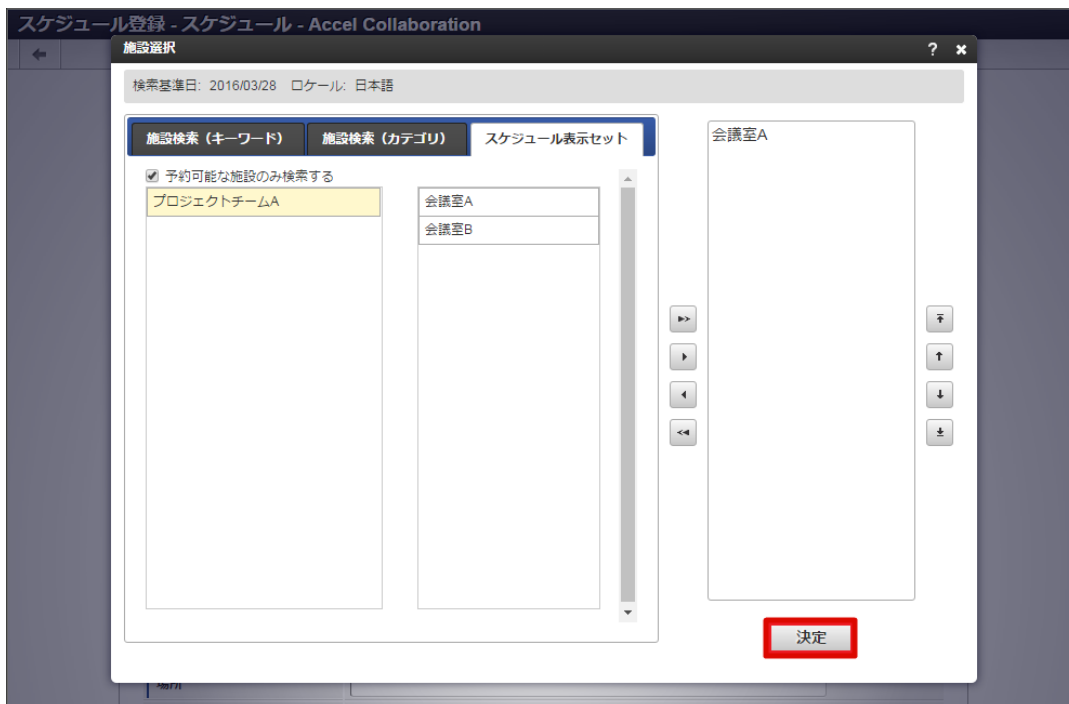 スケジュール登録 - スケジュール - Accel Collaboration
施設選択
検索基準日: 2016/03/28 ロケール: 日本語
施設検索（キーワード） 施設検索（カテゴリ） スケジュール表示セット
予約可能な施設のみ検索する
プロジェクトチームA
会議室A
会議室B
会議室A
決定
場所